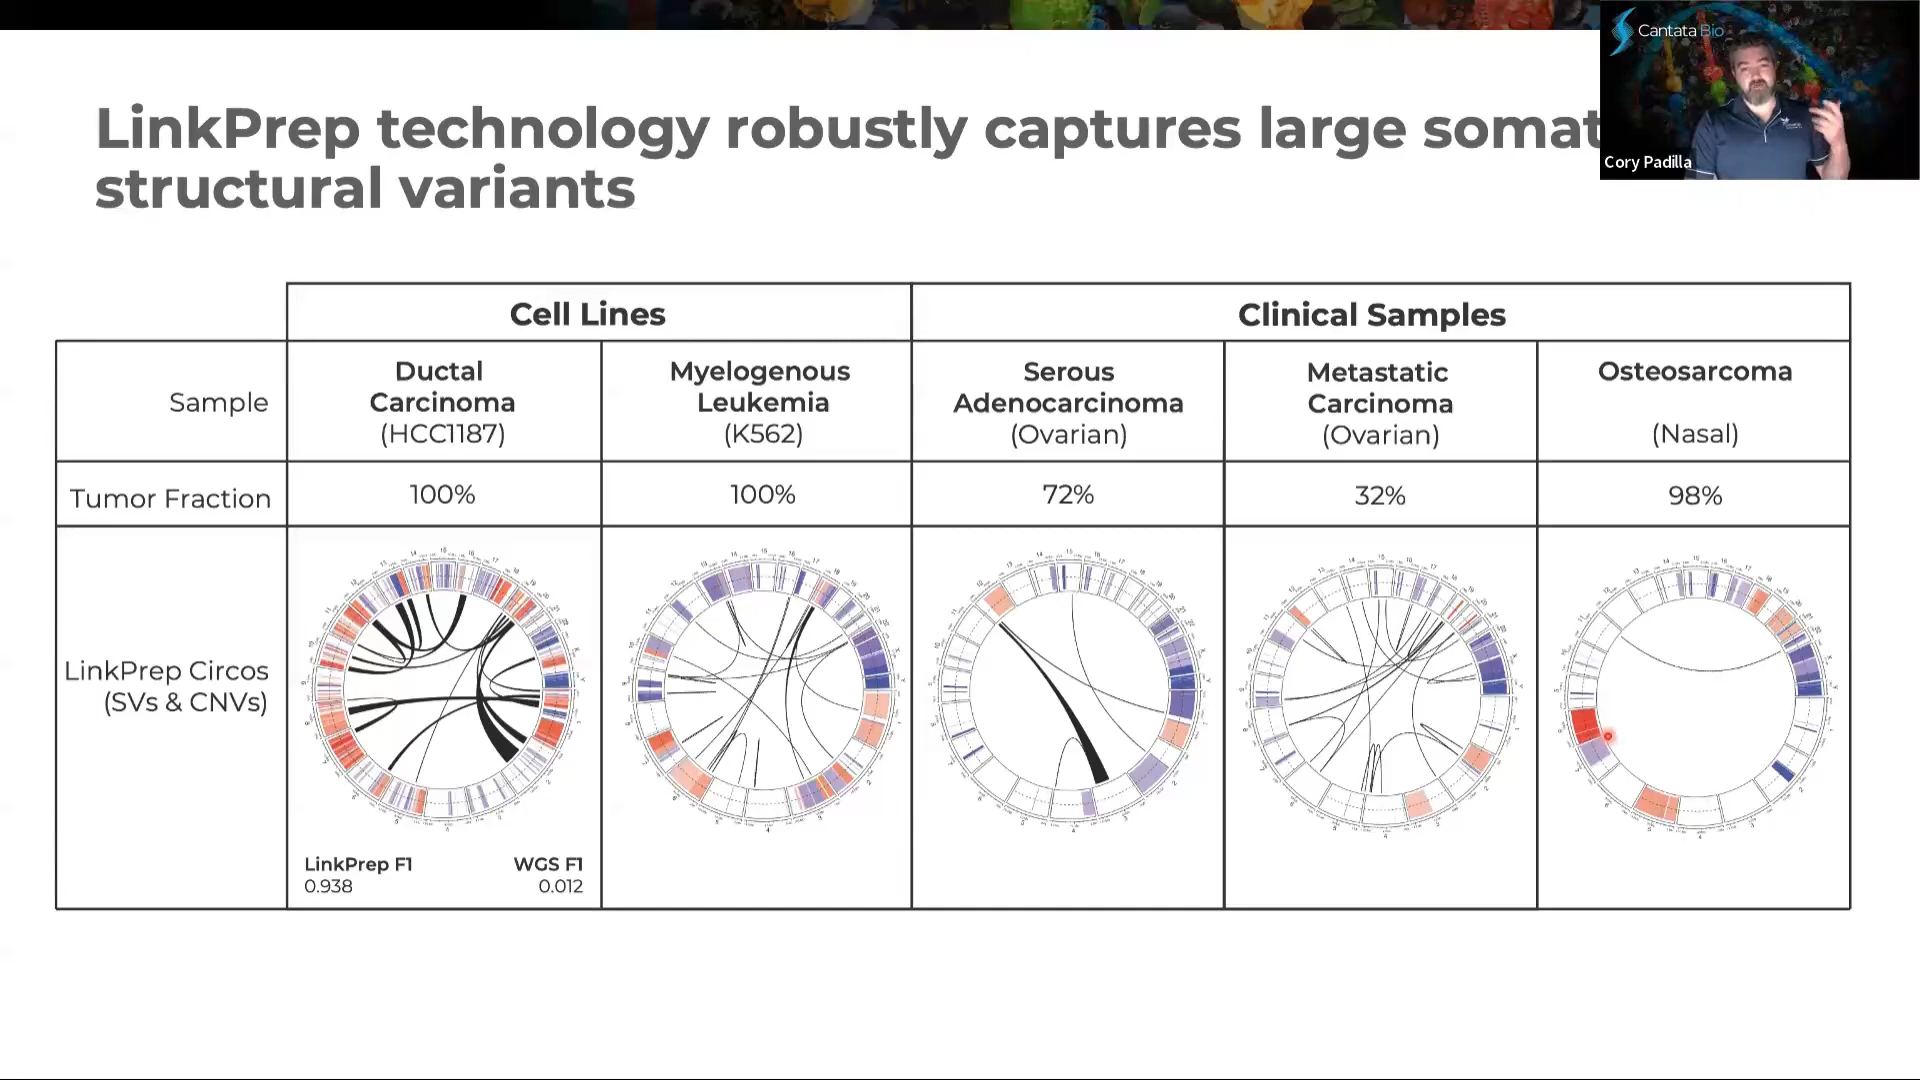 Cantata Bio
Cory Padilla
LinkPrep technology robustly captures large somat
structural variants
Cell Lines
Clinical Samples
Sample
Ductal
Carcinoma
(HCC1187)
Myelogenous
Leukemia
(K562)
Serous
Adenocarcinoma
(Ovarian)
Metastatic
Carcinoma
(Ovarian)
Osteosarcoma
(Nasal)
Tumor Fraction
100%
100%
72%
32%
98%
LinkPrep Circos
(SVs & CNVs)
LinkPrep F1
0.938
WGS F1
0.012